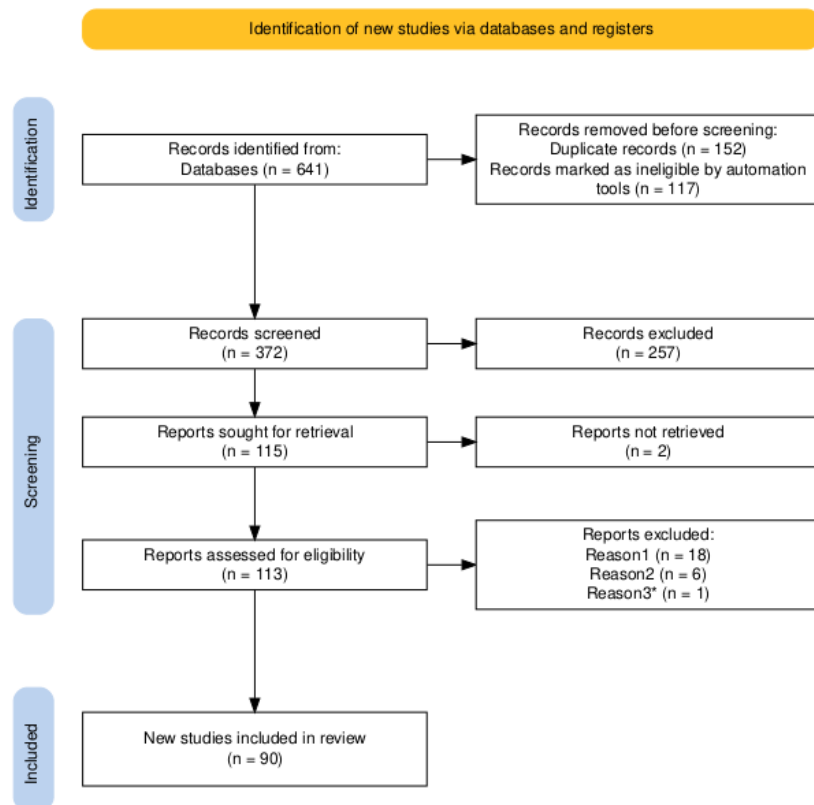 Identification of new studies via databases and registers
Identification
Records identified from:
Databases (n = 641)
Records removed before screening:
Duplicate records (n = 152)
Records marked as ineligible by automation
tools (n = 117)
Screening
Records screened
(n = 372)
Records excluded
(n = 257)
Reports sought for retrieval
(n = 115)
Reports not retrieved
(n = 2)
Reports assessed for eligibility
(n = 113)
Reports excluded:
Reason1 (n = 18)
Reason2 (n = 6)
Reason3* (n = 1)
Included
New studies included in review
(n = 90)